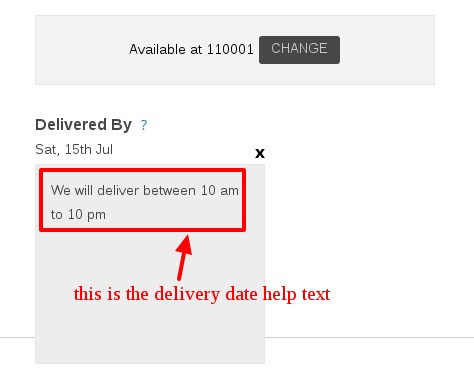 Available at 110001 CHANGE
Delivered By ?
Sat, 15th Jul
x
We will deliver between 10 am
to 10 pm
this is the delivery date help text